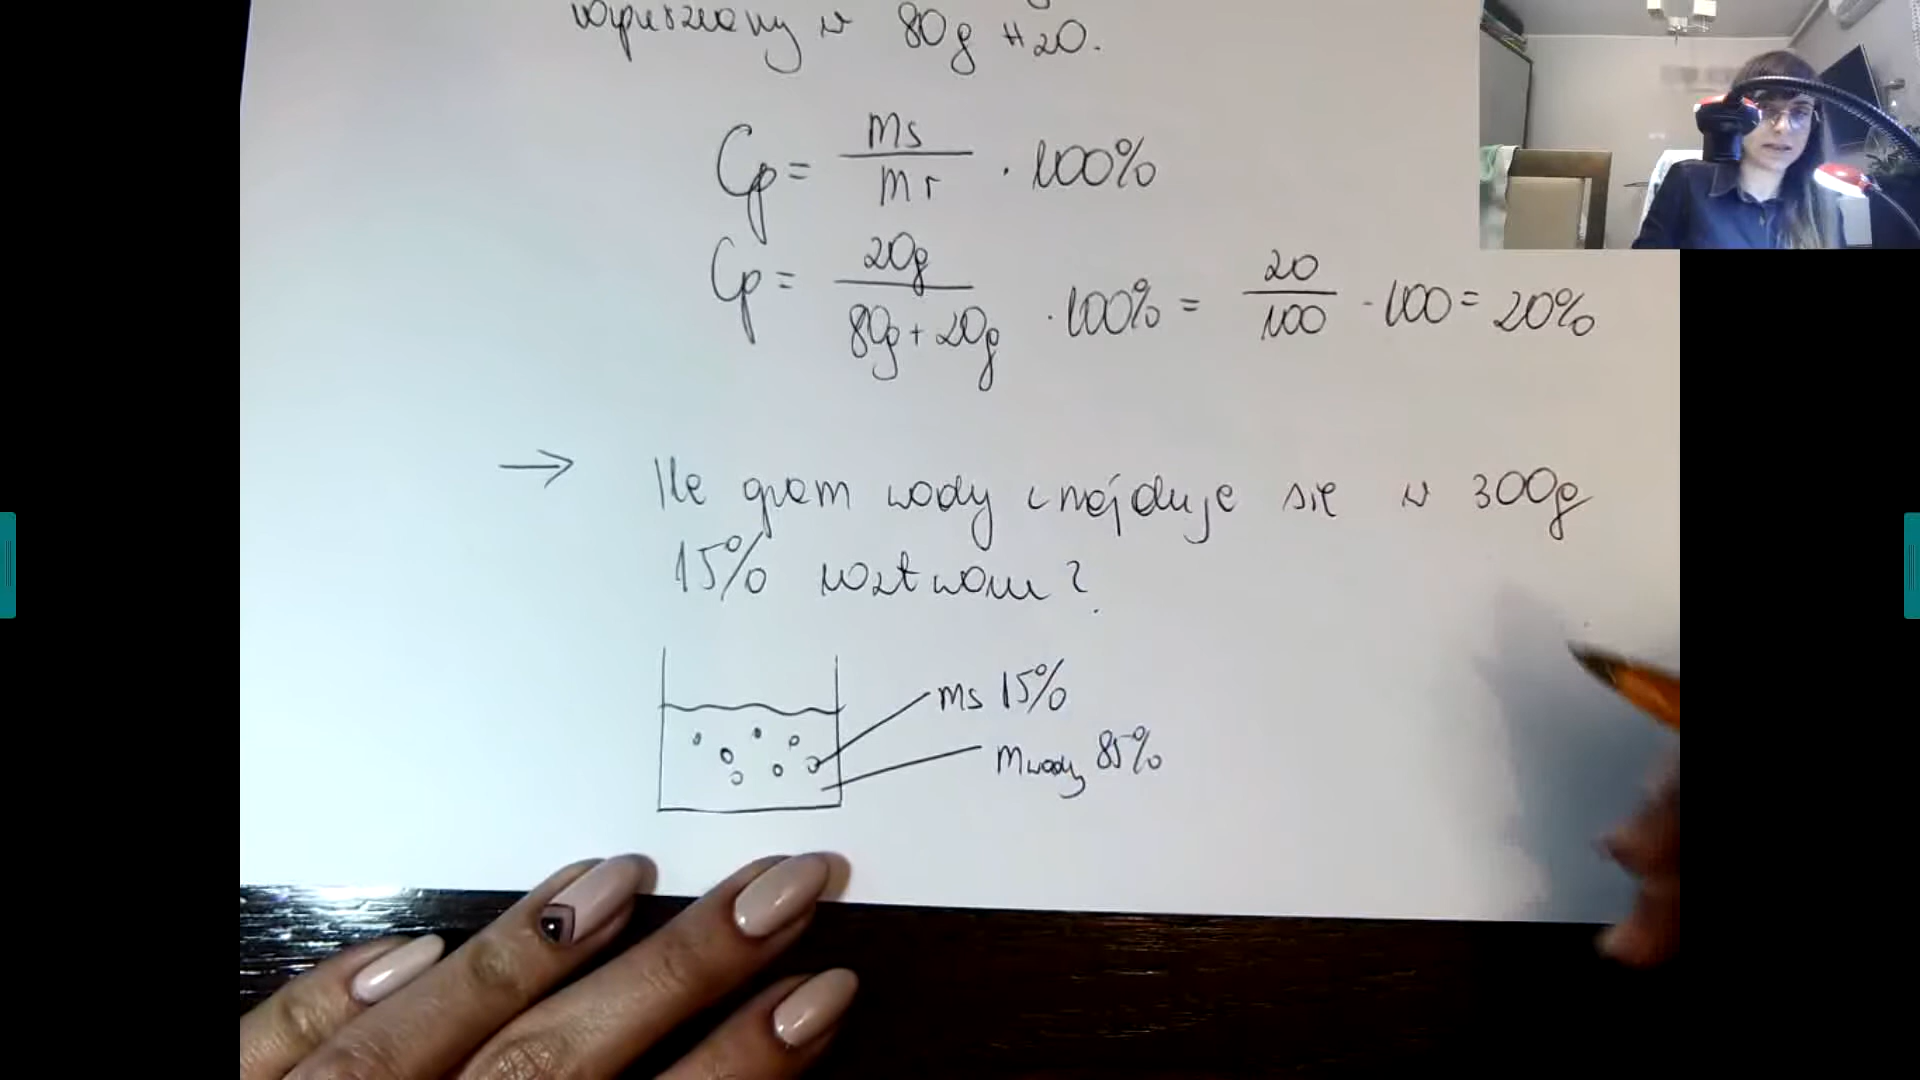 w 80g H2O.
Cp = ms/mr · 100%
Cp = 20g/80g+20g · 100% = 20/100 · 100 = 20%
→ Ile gram wody znajduje się w 300g
15% roztworu?
ms 15%
mwody 85%